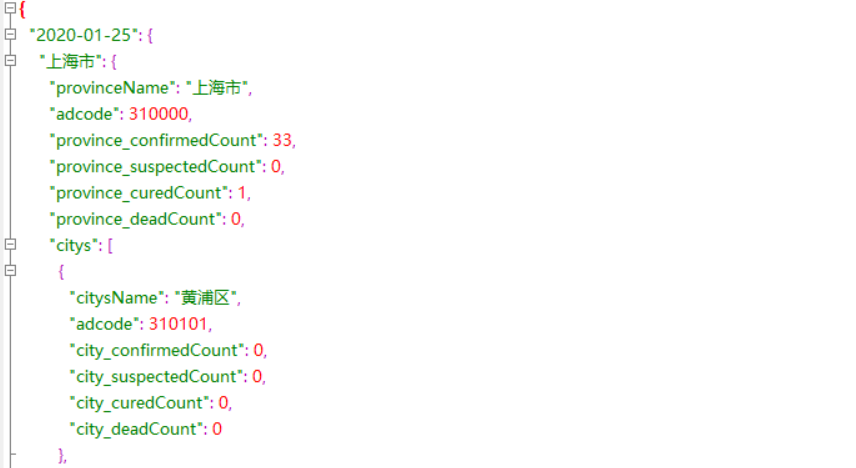 {
"2020-01-25": {
"上海市": {
"provinceName": "上海市",
"adcode": 310000,
"province_confirmedCount": 33,
"province_suspectedCount": 0,
"province_curedCount": 1,
"province_deadCount": 0,
"citys": [
{
"citysName": "黄浦区",
"adcode": 310101,
"city_confirmedCount": 0,
"city_suspectedCount": 0,
"city_curedCount": 0,
"city_deadCount": 0
},